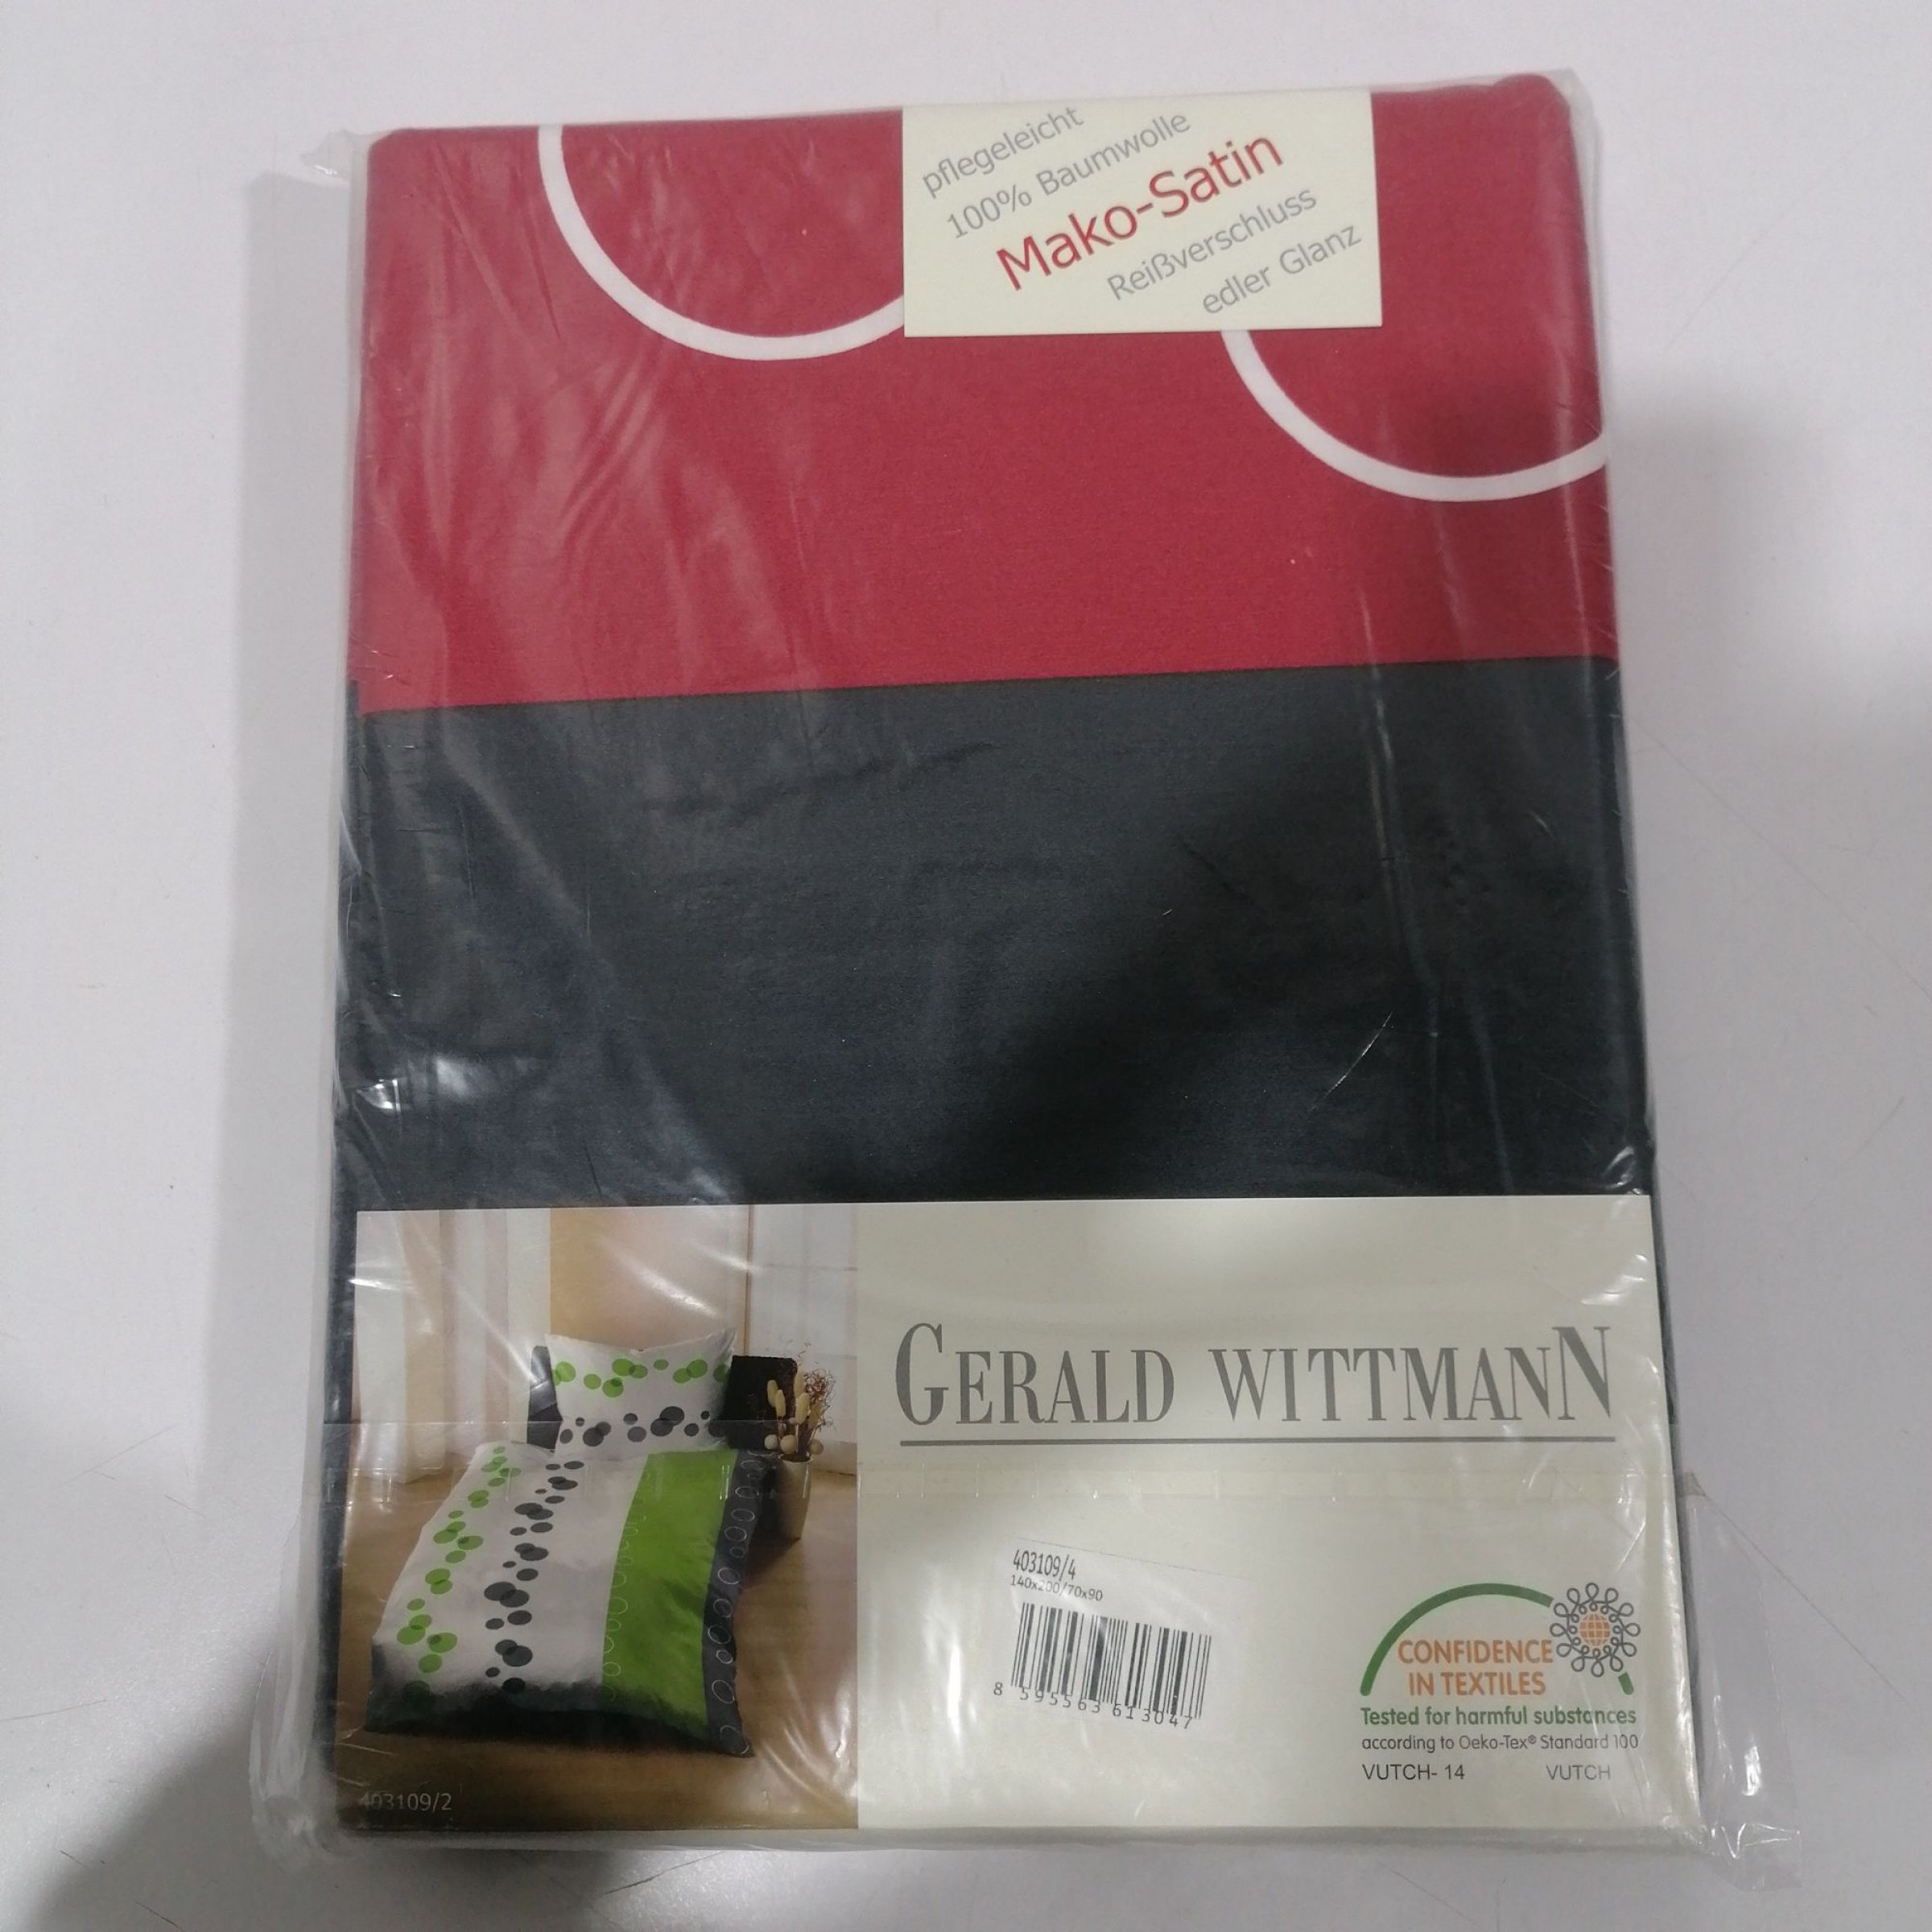 pflegeleicht
100% Baumwolle
Mako-Satin
Reißverschluss
edler Glanz
GERALD WITTMANN
403109/4
140x200/70x90
8 595563 613047
CONFIDENCE
IN TEXTILES
Tested for harmful substances
according to Oeko-Tex® Standard 100
VUTCH- 14 VUTCH
403109/2